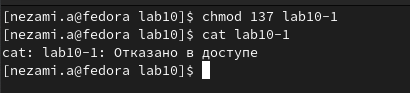 [nezami.a@fedora lab10]$ chmod 137 lab10-1
[nezami.a@fedora lab10]$ cat lab10-1
cat: lab10-1: Отказано в доступе
[nezami.a@fedora lab10]$